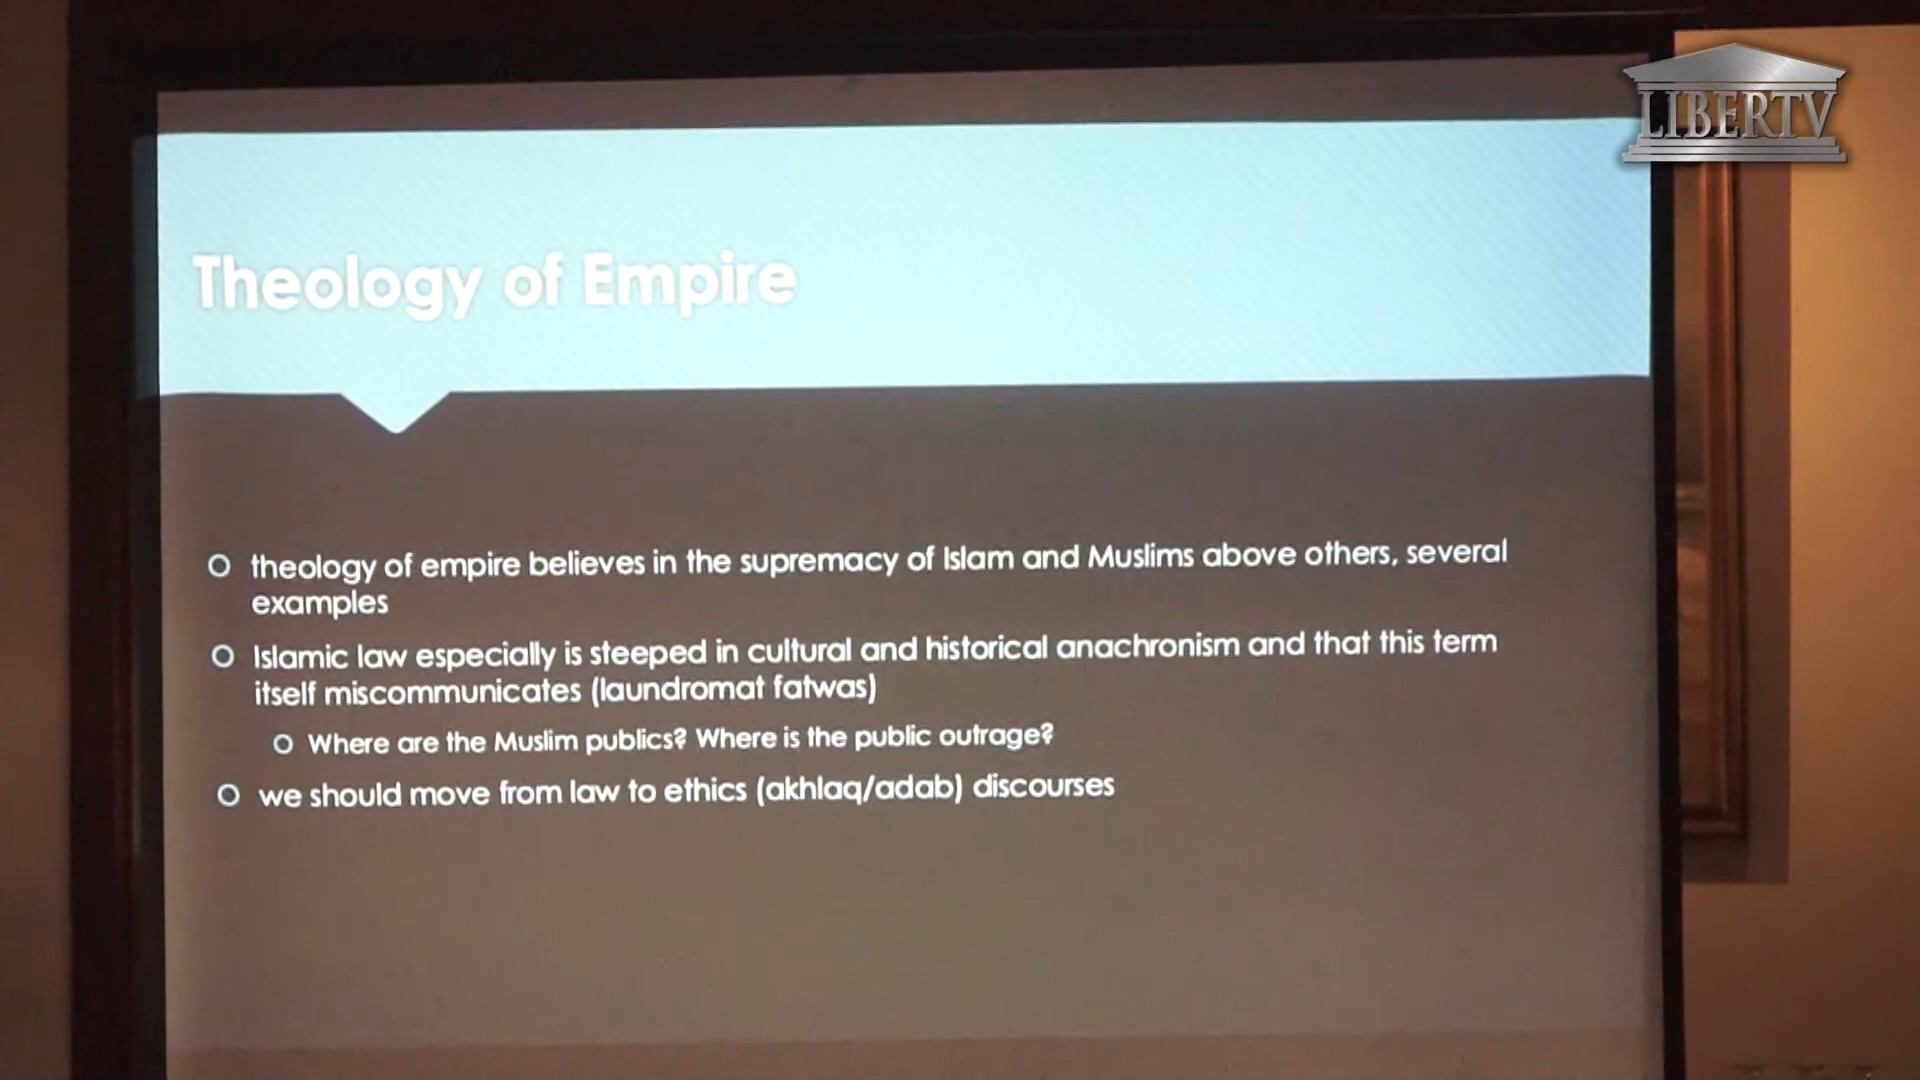 LIBERTV
Theology of Empire
theology of empire believes in the supremacy of Islam and Muslims above others, several
examples
Islamic law especially is steeped in cultural and historical anachronism and that this term
itself miscommunicates (laundromat fatwas)
Where are the Muslim publics? Where is the public outrage?
we should move from law to ethics (akhlaq/adab) discourses